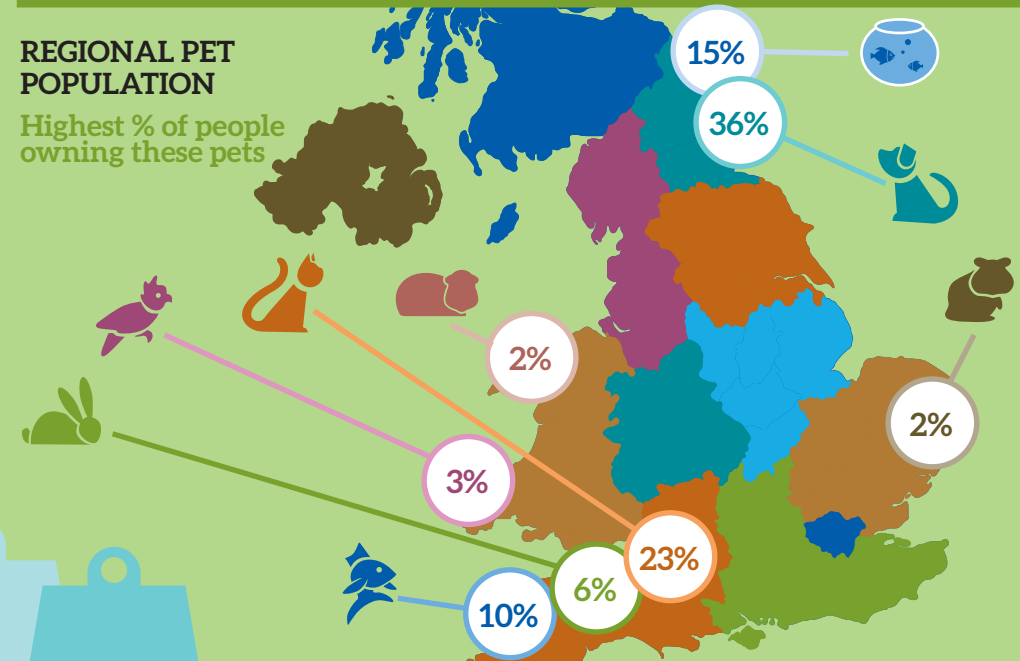 REGIONAL PET
POPULATION
Highest % of people
owning these pets
15%
36%
2%
2%
3%
23%
6%
10%